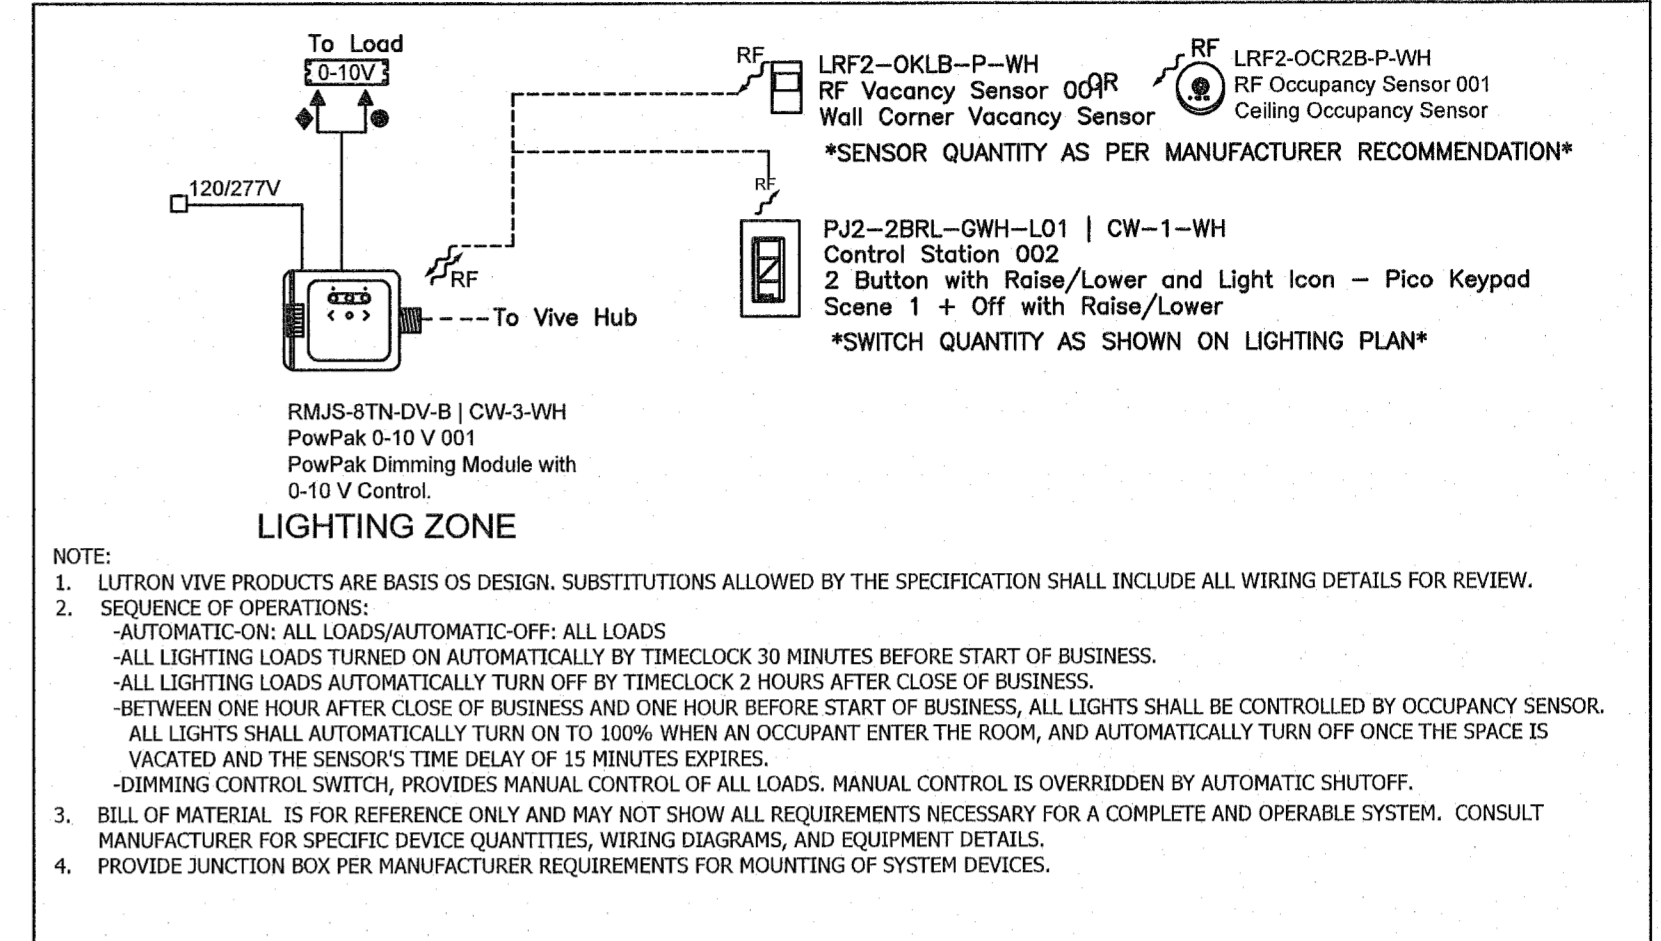 To Load
0-10V
120/277V
RF
To Vive Hub
RF
LRF2-OKLB-P-WH
RF Vacancy Sensor 001
Wall Corner Vacancy Sensor
OR
RF
LRF2-OCR2B-P-WH
RF Occupancy Sensor 001
Ceiling Occupancy Sensor
*SENSOR QUANTITY AS PER MANUFACTURER RECOMMENDATION*
RF
PJ2-2BRL-GWH-L01 | CW-1-WH
Control Station 002
2 Button with Raise/Lower and Light Icon - Pico Keypad
Scene 1 + Off with Raise/Lower
*SWITCH QUANTITY AS SHOWN ON LIGHTING PLAN*
RMJS-8TN-DV-B | CW-3-WH
PowPak 0-10 V 001
PowPak Dimming Module with
0-10 V Control.
LIGHTING ZONE
NOTE:
1. LUTRON VIVE PRODUCTS ARE BASIS OS DESIGN. SUBSTITUTIONS ALLOWED BY THE SPECIFICATION SHALL INCLUDE ALL WIRING DETAILS FOR REVIEW.
2. SEQUENCE OF OPERATIONS:
-AUTOMATIC-ON: ALL LOADS/AUTOMATIC-OFF: ALL LOADS
-ALL LIGHTING LOADS TURNED ON AUTOMATICALLY BY TIMECLOCK 30 MINUTES BEFORE START OF BUSINESS.
-ALL LIGHTING LOADS AUTOMATICALLY TURN OFF BY TIMECLOCK 2 HOURS AFTER CLOSE OF BUSINESS.
-BETWEEN ONE HOUR AFTER CLOSE OF BUSINESS AND ONE HOUR BEFORE START OF BUSINESS, ALL LIGHTS SHALL BE CONTROLLED BY OCCUPANCY SENSOR.
ALL LIGHTS SHALL AUTOMATICALLY TURN ON TO 100% WHEN AN OCCUPANT ENTER THE ROOM, AND AUTOMATICALLY TURN OFF ONCE THE SPACE IS
VACATED AND THE SENSOR'S TIME DELAY OF 15 MINUTES EXPIRES.
-DIMMING CONTROL SWITCH, PROVIDES MANUAL CONTROL OF ALL LOADS. MANUAL CONTROL IS OVERRIDDEN BY AUTOMATIC SHUTOFF.
3. BILL OF MATERIAL IS FOR REFERENCE ONLY AND MAY NOT SHOW ALL REQUIREMENTS NECESSARY FOR A COMPLETE AND OPERABLE SYSTEM. CONSULT
MANUFACTURER FOR SPECIFIC DEVICE QUANTITIES, WIRING DIAGRAMS, AND EQUIPMENT DETAILS.
4. PROVIDE JUNCTION BOX PER MANUFACTURER REQUIREMENTS FOR MOUNTING OF SYSTEM DEVICES.